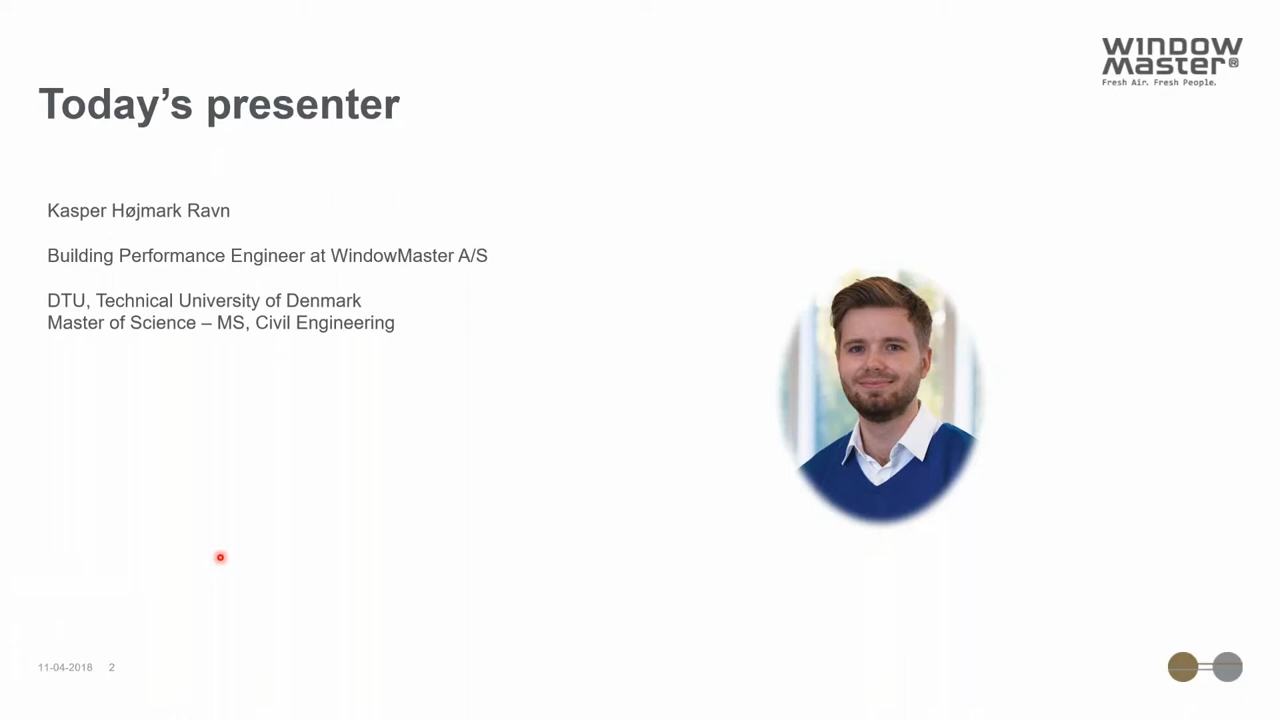 WINDOW
Master®
Fresh Air. Fresh People.
Today’s presenter
Kasper Højmark Ravn
Building Performance Engineer at WindowMaster A/S
DTU, Technical University of Denmark
Master of Science – MS, Civil Engineering
11-04-2018 2